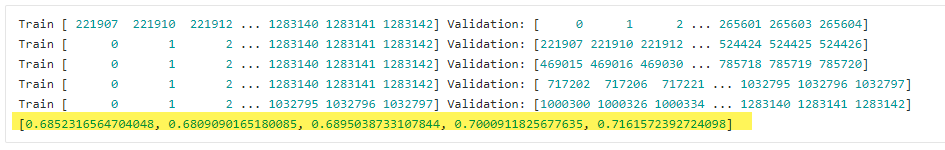 Train [ 221907  221910  221912 ... 1283140 1283141 1283142] Validation: [     0      1      2 ... 265601 265603 265604]
Train [      0       1       2 ... 1283140 1283141 1283142] Validation: [221907 221910 221912 ... 524424 524425 524426]
Train [      0       1       2 ... 1283140 1283141 1283142] Validation: [469015 469016 469030 ... 785718 785719 785720]
Train [      0       1       2 ... 1283140 1283141 1283142] Validation: [ 717202  717206  717221 ... 1032795 1032796 1032797]
Train [      0       1       2 ... 1032795 1032796 1032797] Validation: [1000300 1000326 1000334 ... 1283140 1283141 1283142]
[0.6852316564704048, 0.6809090165180085, 0.6895038733107844, 0.7000911825677635, 0.7161572392724098]